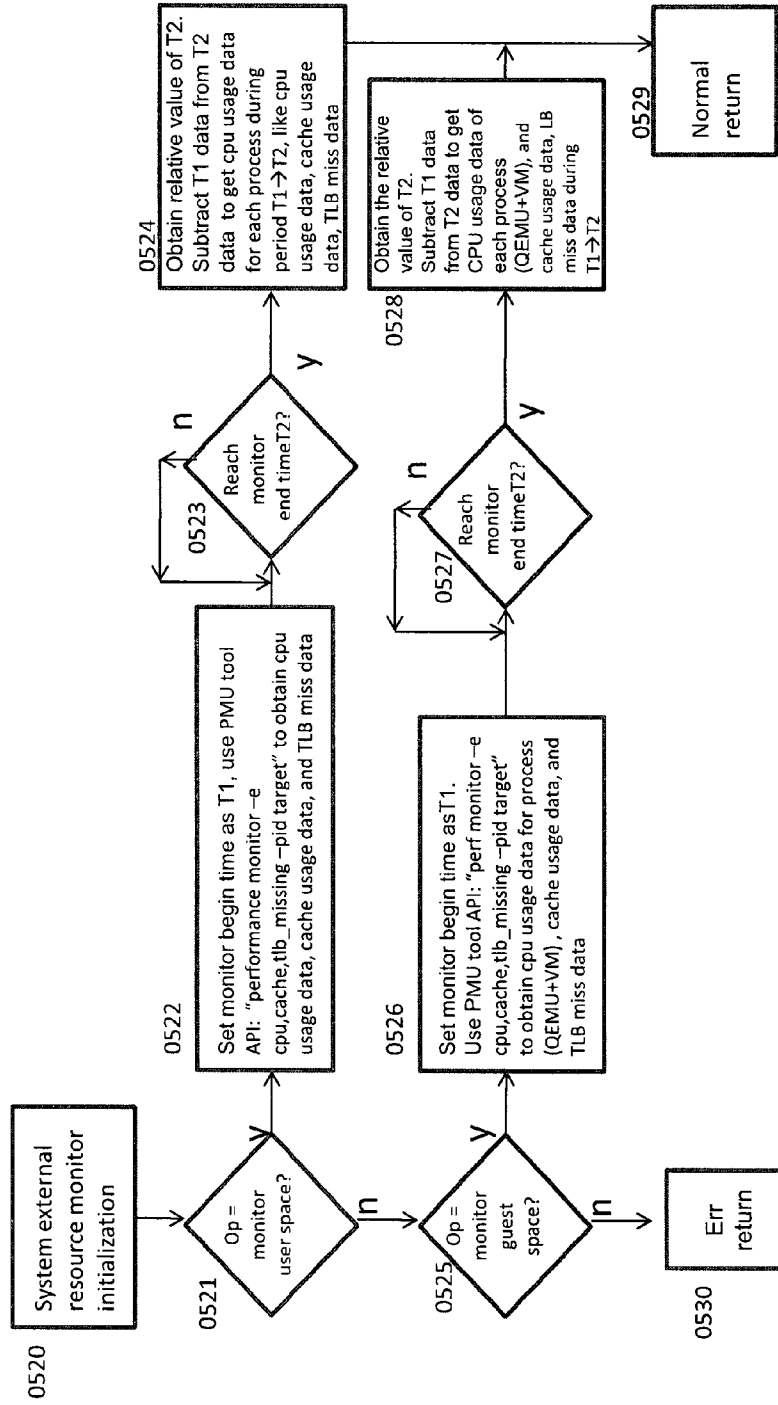 0520
System external
resource monitor
initialization
0521
Op =
monitor
user space?
y
n
0522
Set monitor begin time as T1, use PMU tool
API: “performance monitor –e
cpu,cache,tlb_missing –pid target” to obtain cpu
usage data, cache usage data, and TLB miss data
0523
Reach
monitor
end timeT2?
n
y
0524
Obtain relative value of T2.
Subtract T1 data from T2
data to get cpu usage data
for each process during
period T1→T2, like cpu
usage data, cache usage
data, TLB miss data
0525
Op =
monitor
guest
space?
y
n
0526
Set monitor begin time asT1.
Use PMU tool API: “perf monitor –e
cpu,cache,tlb_missing –pid target”
to obtain cpu usage data for process
(QEMU+VM) , cache usage data, and
TLB miss data
0527
Reach
monitor
end timeT2?
n
y
0528
Obtain the relative
value of T2.
Subtract T1 data
from T2 data to get
CPU usage data of
each process
(QEMU+VM), and
cache usage data, LB
miss data during
T1→T2
0529
Normal
return
0530
Err
return